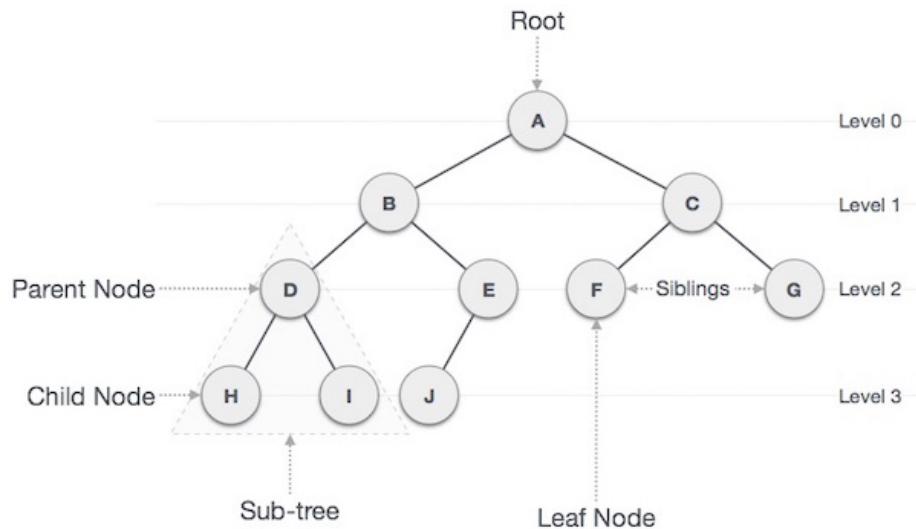 Root
A
Level 0
B
C
Level 1
Parent Node
D
E
F
Siblings
G
Level 2
Child Node
H
I
J
Level 3
Sub-tree
Leaf Node